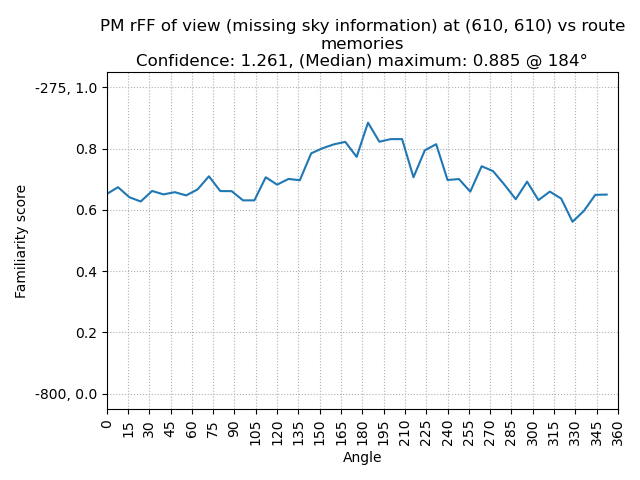 PM rFF of view (missing sky information) at (610, 610) vs route
memories
Confidence: 1.261, (Median) maximum: 0.885 @ 184°
-275, 1.0
0.8
0.6
0.4
0.2
-800, 0.0
Familiarity score
0 15 30 45 60 75 90 105 120 135 150 165 180 195 210 225 240 255 270 285 300 315 330 345 360
Angle